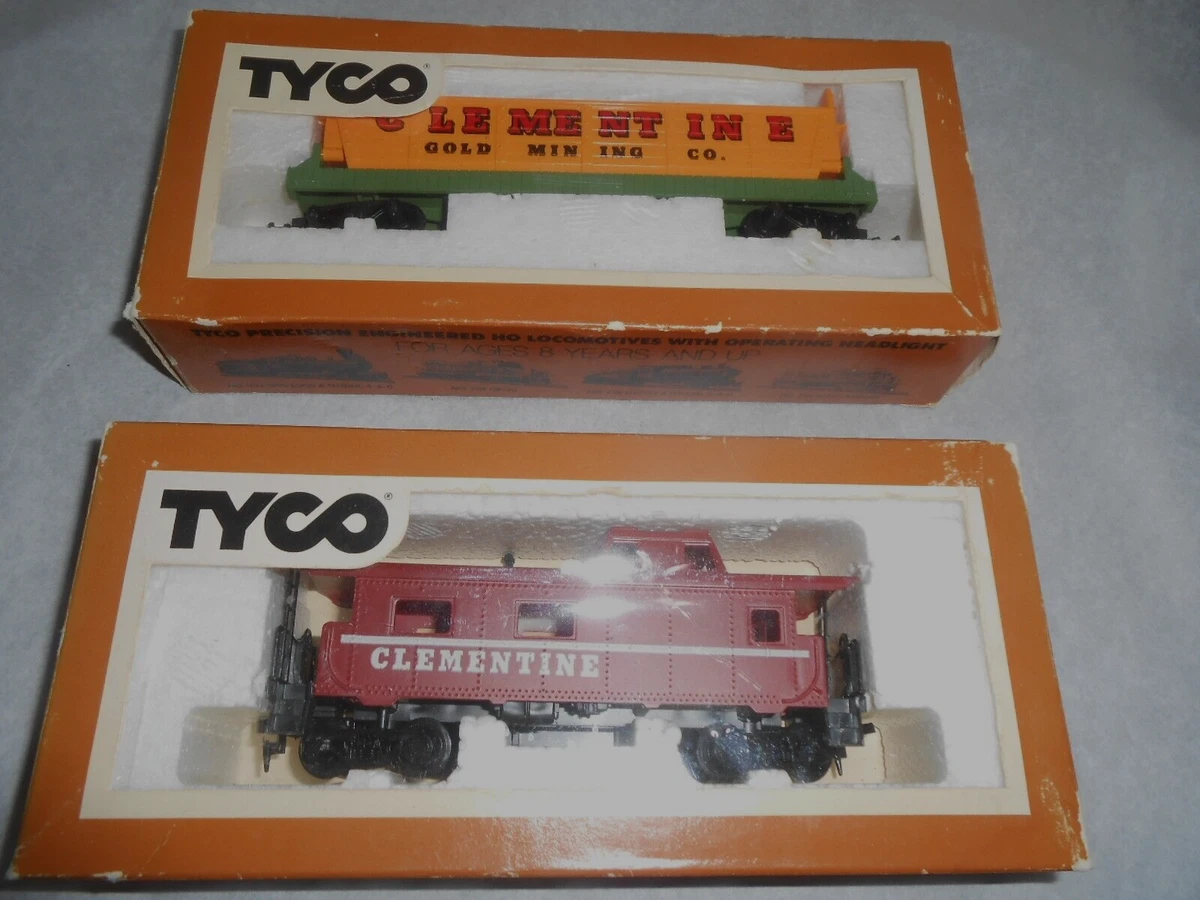 TYCO®
CLEMENTINE
GOLD MINING CO.
TYCO PRECISION ENGINEERED HO LOCOMOTIVES WITH OPERATING HEADLIGHT
FOR AGES 8 YEARS AND UP
TYCO®
CLEMENTINE